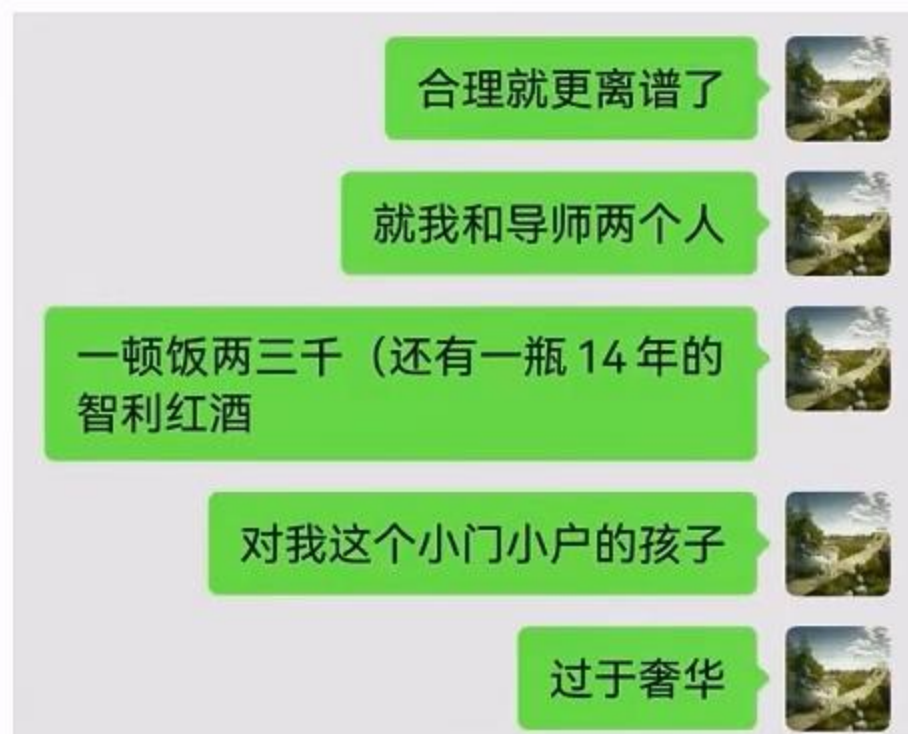 合理就更离谱了
就我和导师两个人
一顿饭两三千（还有一瓶14年的
智利红酒
对我这个小门小户的孩子
过于奢华